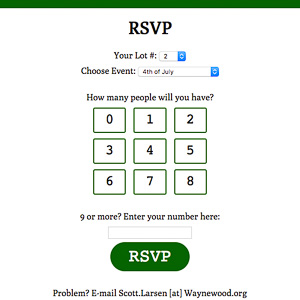 RSVP
Your Lot #: 2
Choose Event: 4th of July
How many people will you have?
0 1 2
3 4 5
6 7 8
9 or more? Enter your number here:
RSVP
Problem? E-mail Scott.Larsen [at] Waynewood.org